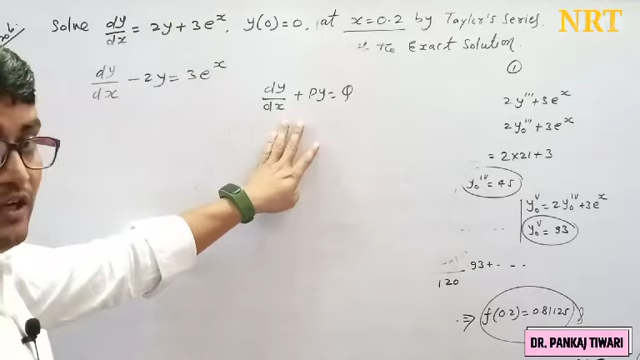 Solve dy/dx = 2y + 3e^x, y(0) = 0, at x = 0.2 by Taylor's Series.
the Exact Solution.
NRT
dy/dx - 2y = 3e^x
dy/dx + Py = Q
①
2y''' + 3e^x
2y₀''' + 3e^x
= 2×21 + 3
y₀^iv = 45
y₀^v = 2y₀^iv + 3e^x
y₀^v = 93
/120 93 + - - -
⇒ f(0.2) = 0.81125
DR. PANKAJ TIWARI